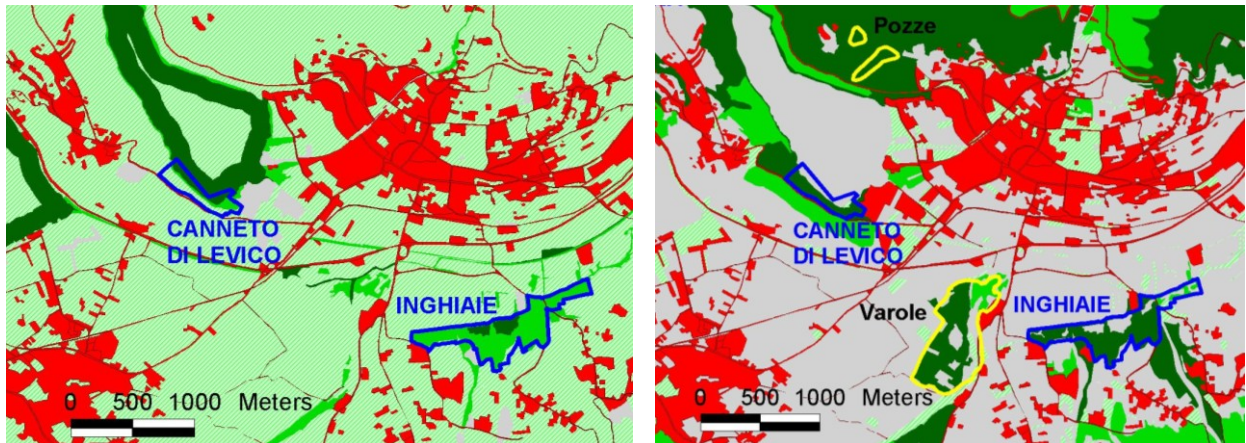 CANNETO
DI LEVICO
INGHIAIE
0 500 1000 Meters
Pozze
CANNETO
DI LEVICO
Varole
INGHIAIE
0 500 1000 Meters